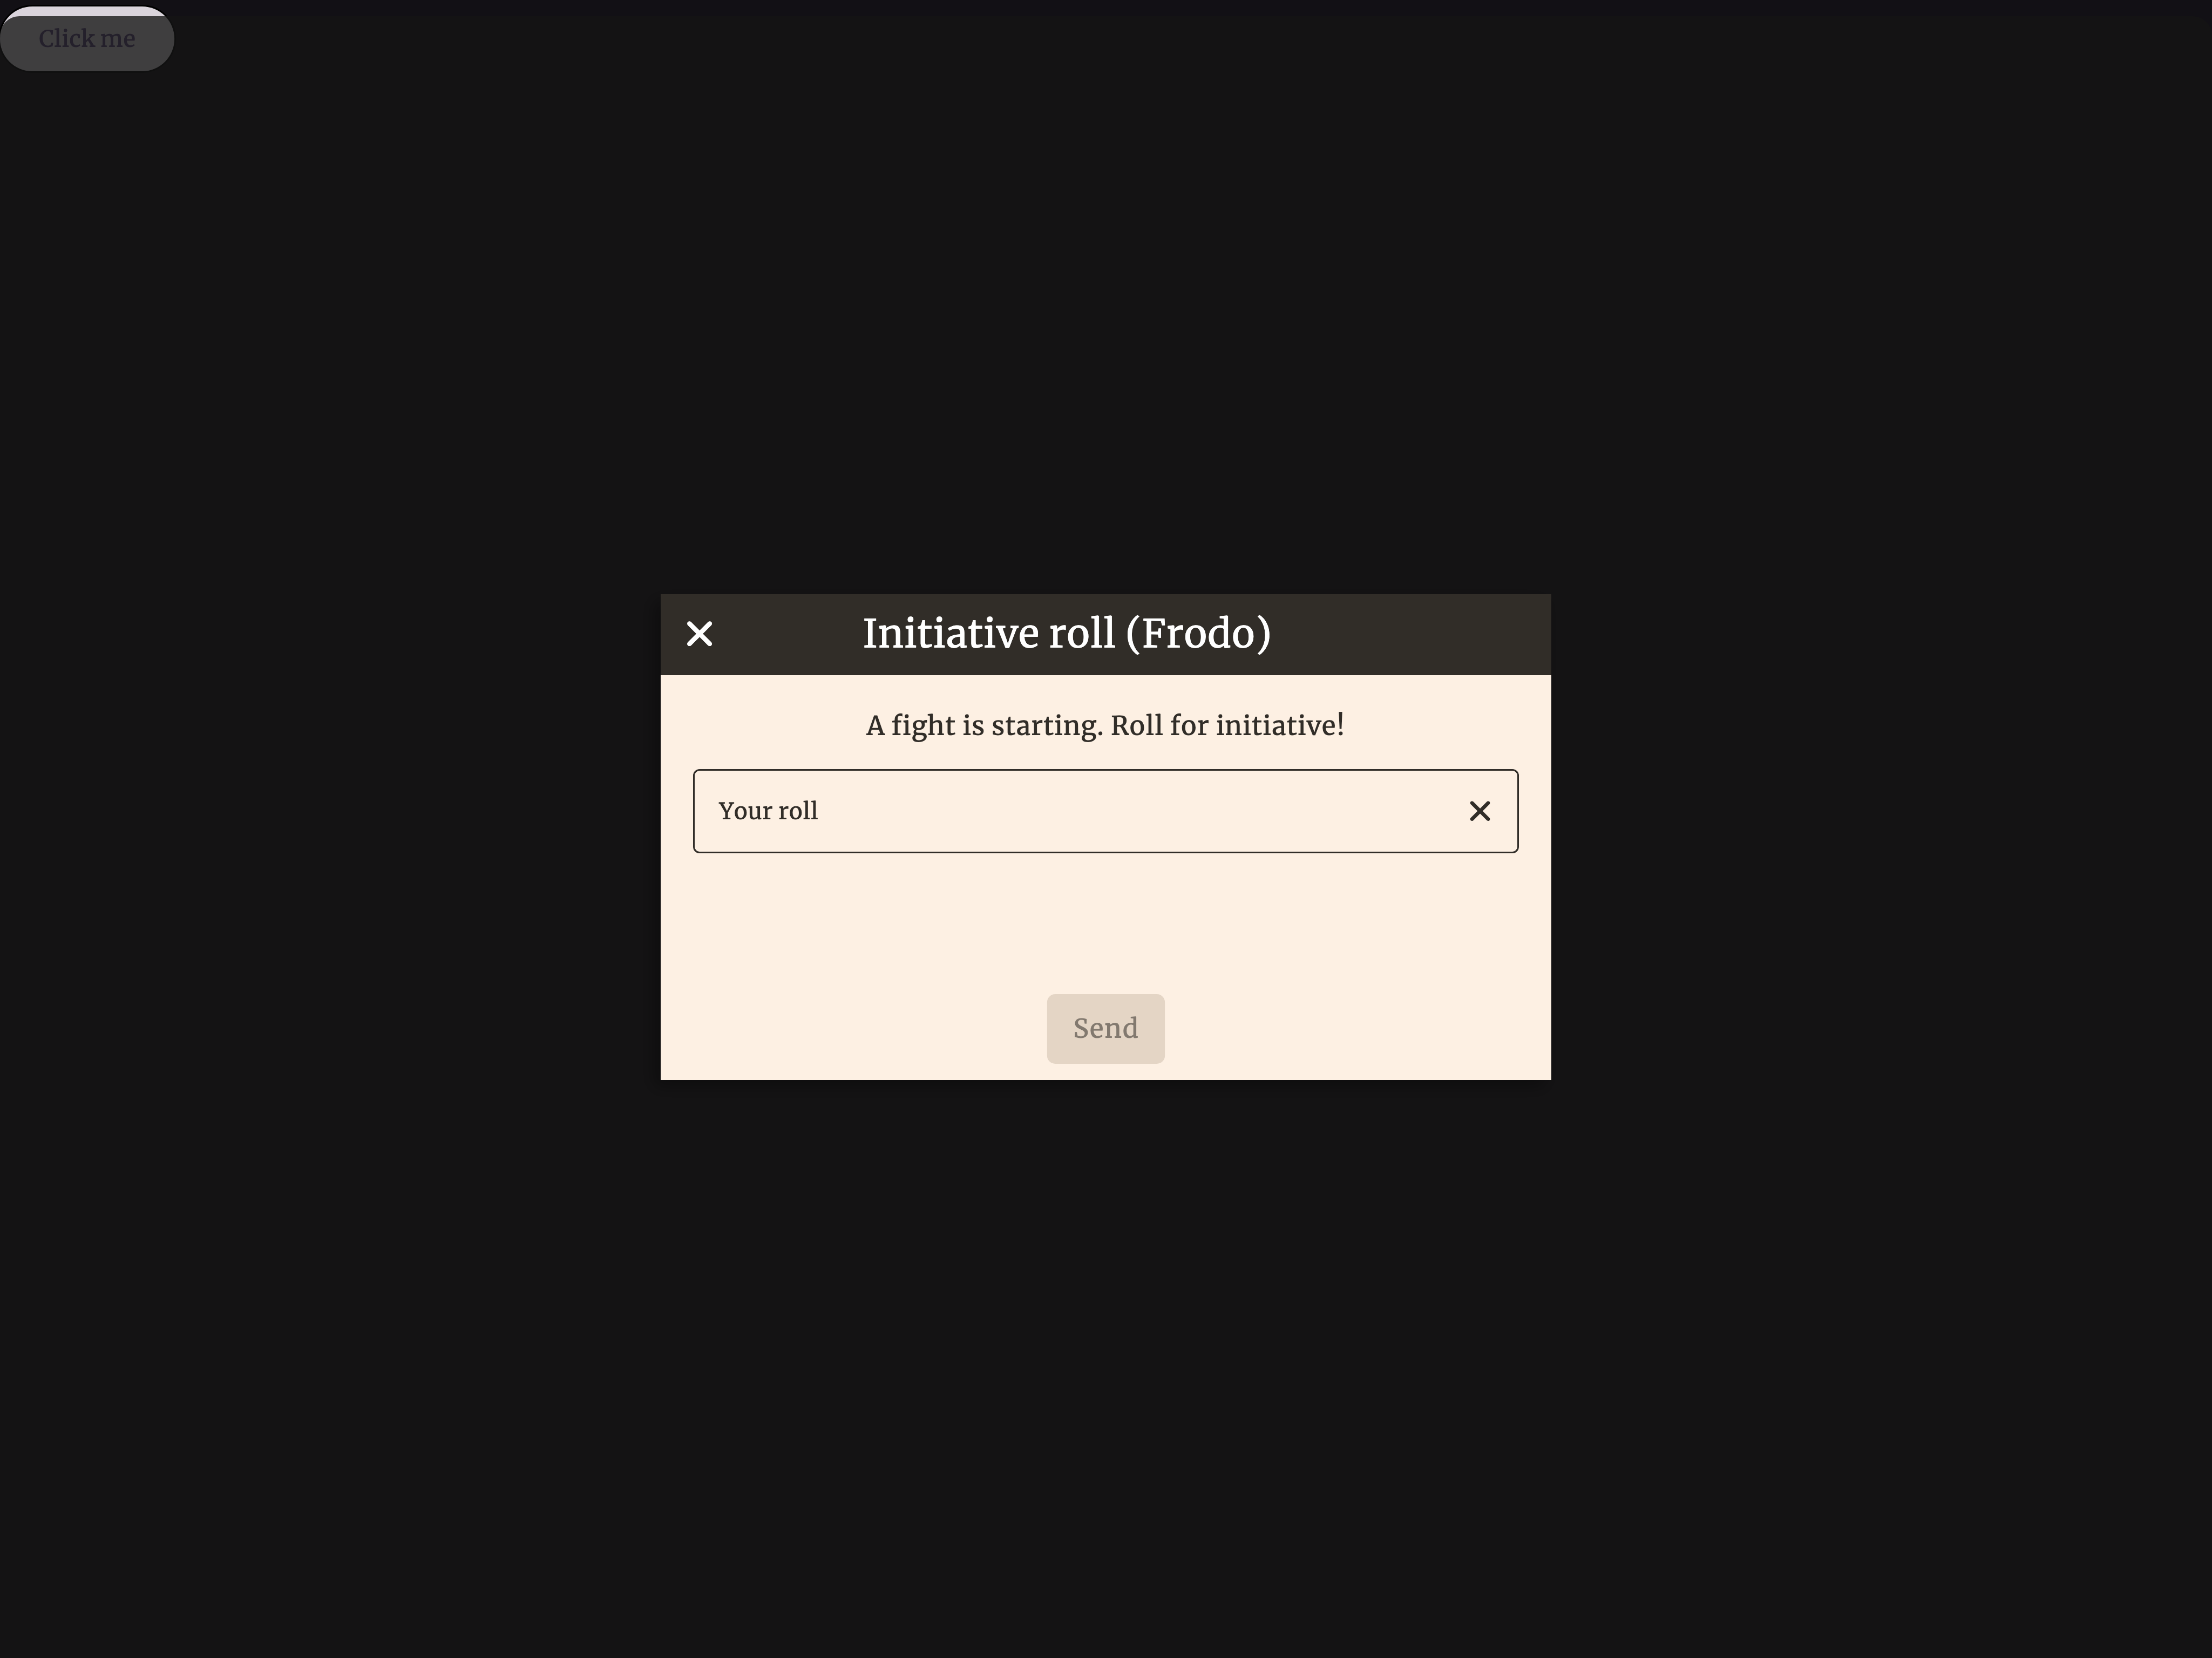 Click me
Initiative roll (Frodo)
A fight is starting. Roll for initiative!
Your roll
Send